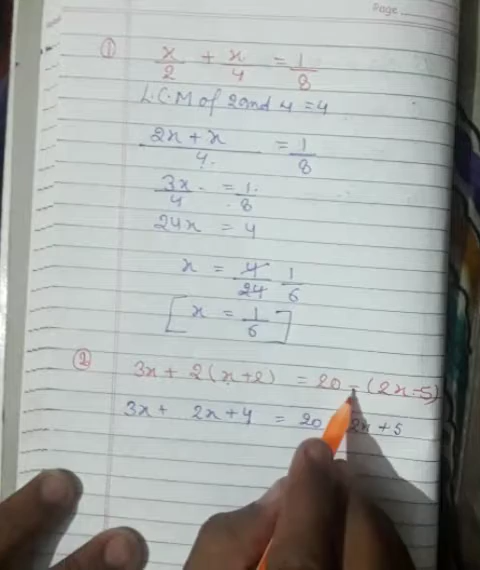 Page
① x/2 + x/4 = 1/8
L.C.M of 2 and 4 = 4
2x + x/4 = 1/8
3x/4 = 1/8
24x = 4
x = 4/24 1/6
[x = 1/6]
② 3x + 2(x+2) = 20 - (2x-5)
3x + 2x+4 = 20 2x + 5